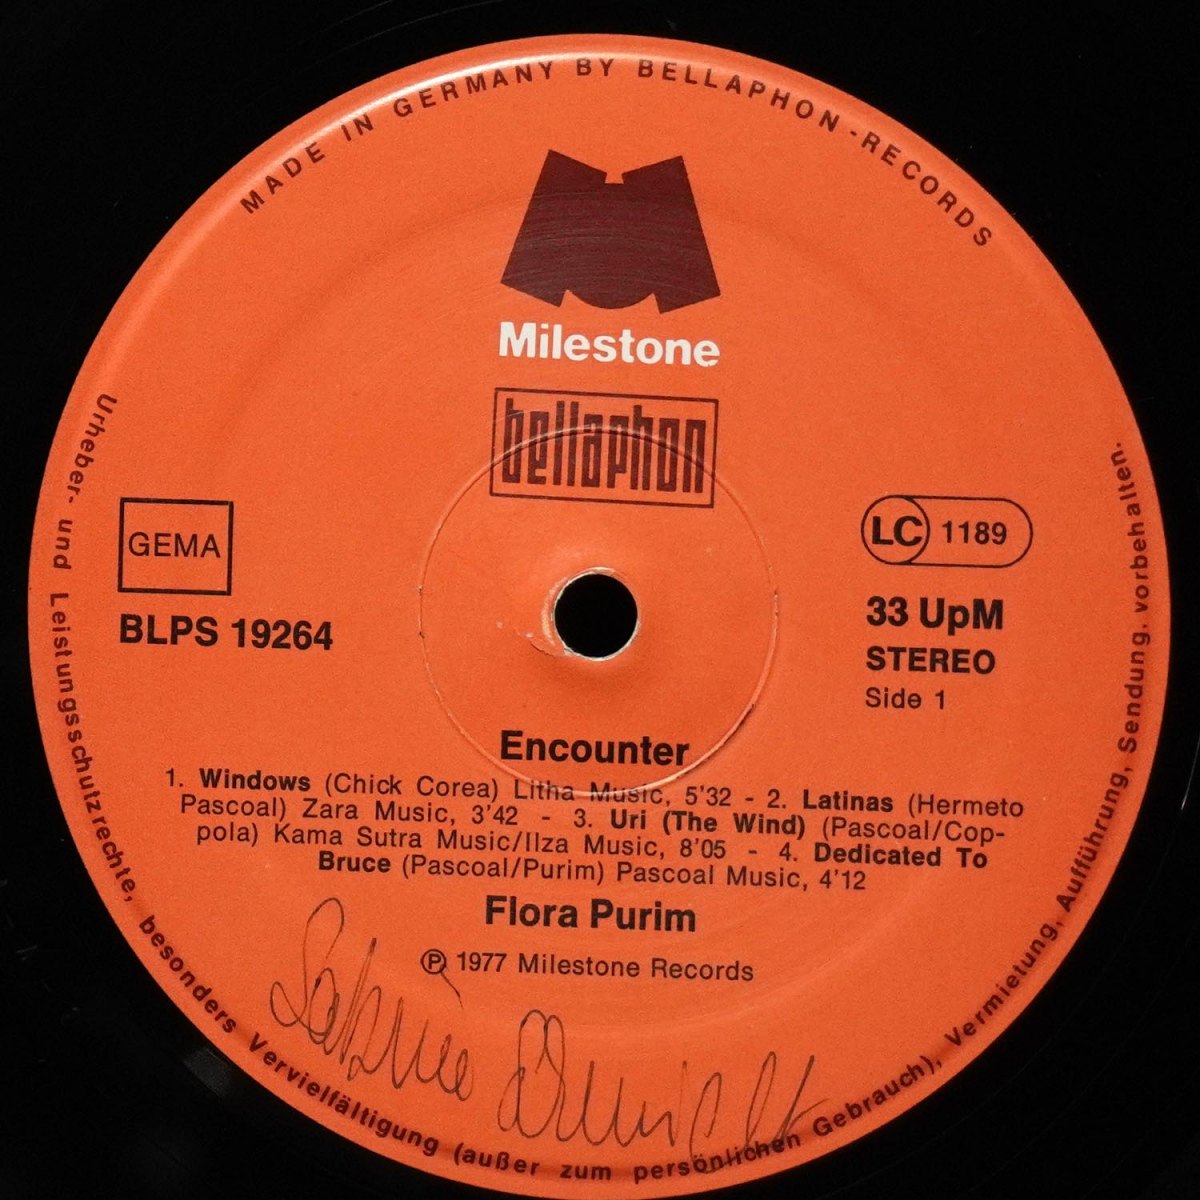 MADE IN GERMANY BY BELLAPHON-RECORDS
Milestone
bellaphon
GEMA
BLPS 19264
LC 1189
33 UpM
STEREO
Side 1
Encounter
1. Windows (Chick Corea) Litha Music, 5'32 - 2. Latinas (Hermeto
Pascoal) Zara Music, 3'42 - 3. Uri (The Wind) (Pascoal/Cop-
pola) Kama Sutra Music/Ilza Music, 8'05 - 4. Dedicated To
Bruce (Pascoal/Purim) Pascoal Music, 4'12
Flora Purim
℗ 1977 Milestone Records
Urheber- und Leistungsschutzrechte, besonders Vervielfältigung (außer zum persönlichen Gebrauch), Vermietung, Aufführung, Sendung, vorbehalten.